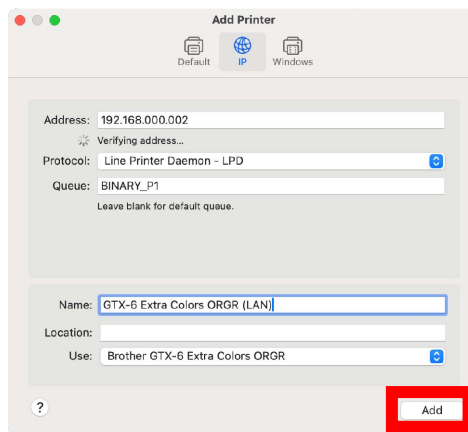 Add Printer
Default IP Windows
Address: 192.168.000.002
Verifying address...
Protocol: Line Printer Daemon - LPD
Queue: BINARY_P1
Leave blank for default queue.
Name: GTX-6 Extra Colors ORGR (LAN)
Location:
Use: Brother GTX-6 Extra Colors ORGR
? Add